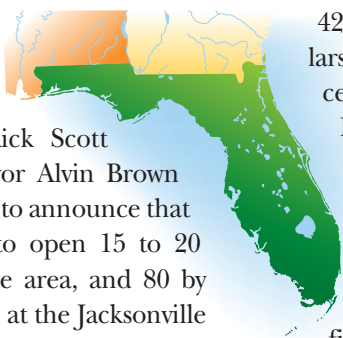 42
lars
ce
ick Scott
or Alvin Brown
to announce that
to open 15 to 20
e area, and 80 by
at the Jacksonville